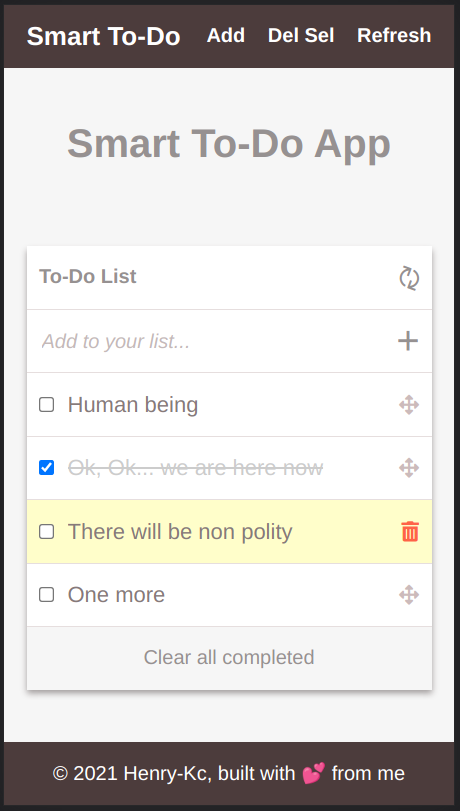 Smart To-Do Add Del Sel Refresh
Smart To-Do App
To-Do List
Add to your list...
Human being
Ok, Ok... we are here now
There will be non polity
One more
Clear all completed
© 2021 Henry-Kc, built with 💕 from me